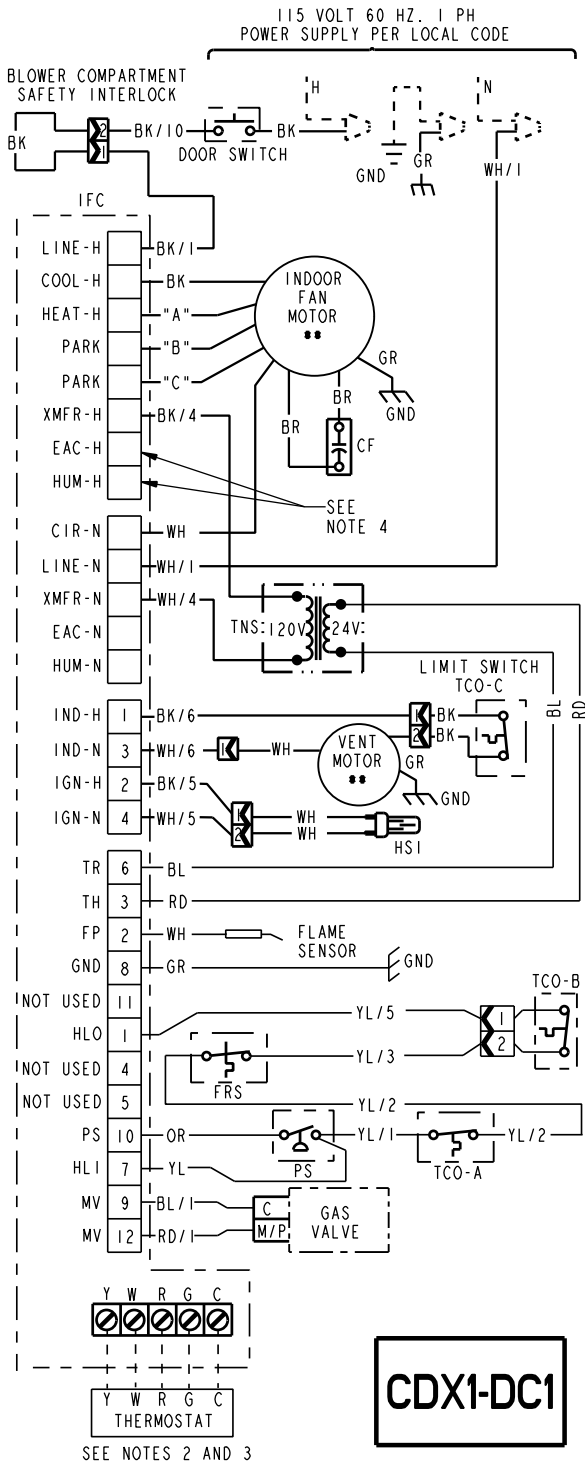 115 VOLT 60 HZ. 1 PH
POWER SUPPLY PER LOCAL CODE
BLOWER COMPARTMENT
SAFETY INTERLOCK
H
N
BK
2
1
BK/10
BK
DOOR SWITCH
GND
GR
WH/1
IFC
LINE-H
BK/1
COOL-H
BK
HEAT-H
"A"
PARK
"B"
PARK
"C"
XMFR-H
BK/4
EAC-H
HUM-H
INDOOR
FAN
MOTOR
**
GR
GND
BR
BR
CF
SEE
NOTE 4
CIR-N
WH
LINE-N
WH/1
XMFR-N
WH/4
EAC-N
HUM-N
TNS
120V
24V
BL
RD
LIMIT SWITCH
TCO-C
IND-H
1
BK/6
1
BK
2
BK
IND-N
3
WH/6
1
WH
VENT
MOTOR
**
GR
GND
IGN-H
2
BK/5
1
WH
IGN-N
4
WH/5
2
WH
HSI
TR
6
BL
TH
3
RD
FP
2
WH
FLAME
SENSOR
GND
8
GR
GND
NOT USED
11
TCO-B
HLO
1
YL/5
1
2
YL/3
FRS
NOT USED
4
NOT USED
5
YL/2
PS
10
OR
PS
YL/1
TCO-A
YL/2
HLI
7
YL
MV
9
BL/1
C
MV
12
RD/1
M/P
GAS
VALVE
Y W R G C
Y W R G C
THERMOSTAT
SEE NOTES 2 AND 3
CDX1-DC1